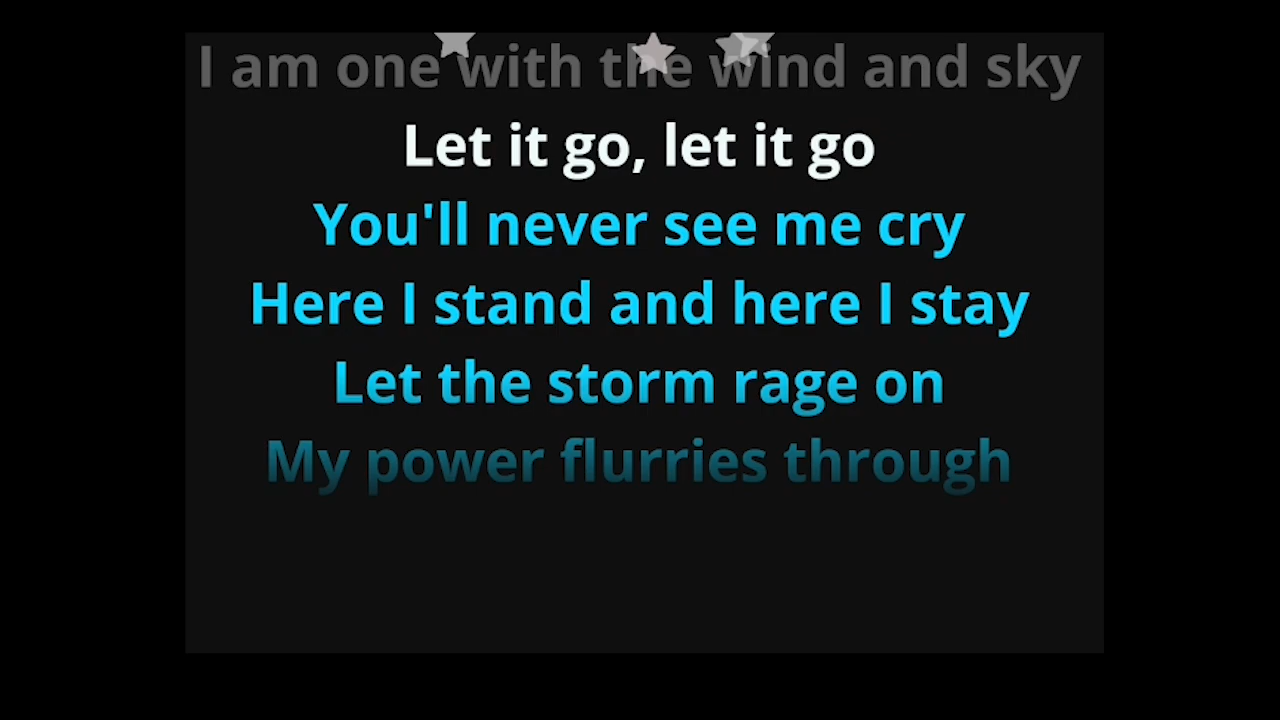 I am one with the wind and sky
Let it go, let it go
You'll never see me cry
Here I stand and here I stay
Let the storm rage on
My power flurries through